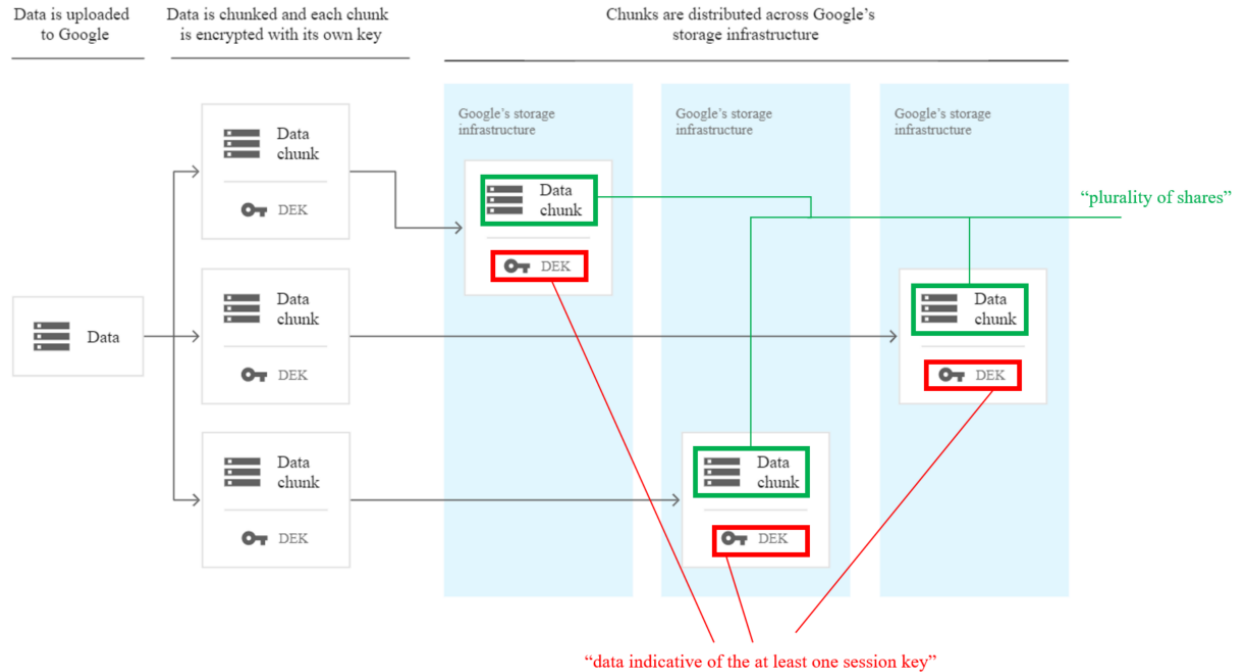 Data is uploaded
to Google
Data is chunked and each chunk
is encrypted with its own key
Chunks are distributed across Google's
storage infrastructure
Data
Data
chunk
DEK
Data
chunk
DEK
Data
chunk
DEK
Google's storage
infrastructure
Data
chunk
DEK
Google's storage
infrastructure
Data
chunk
DEK
Google's storage
infrastructure
Data
chunk
DEK
"plurality of shares"
"data indicative of the at least one session key"